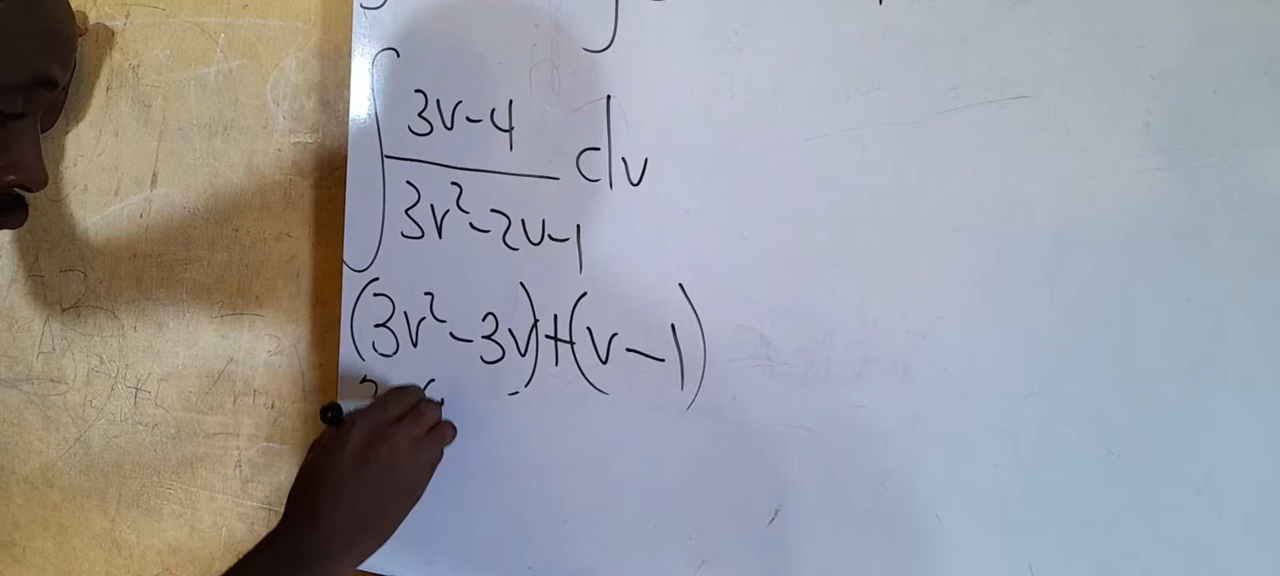 ∫ 3v-4 / 3v²-2v-1 dv
(3v²-3v)+(v-1)